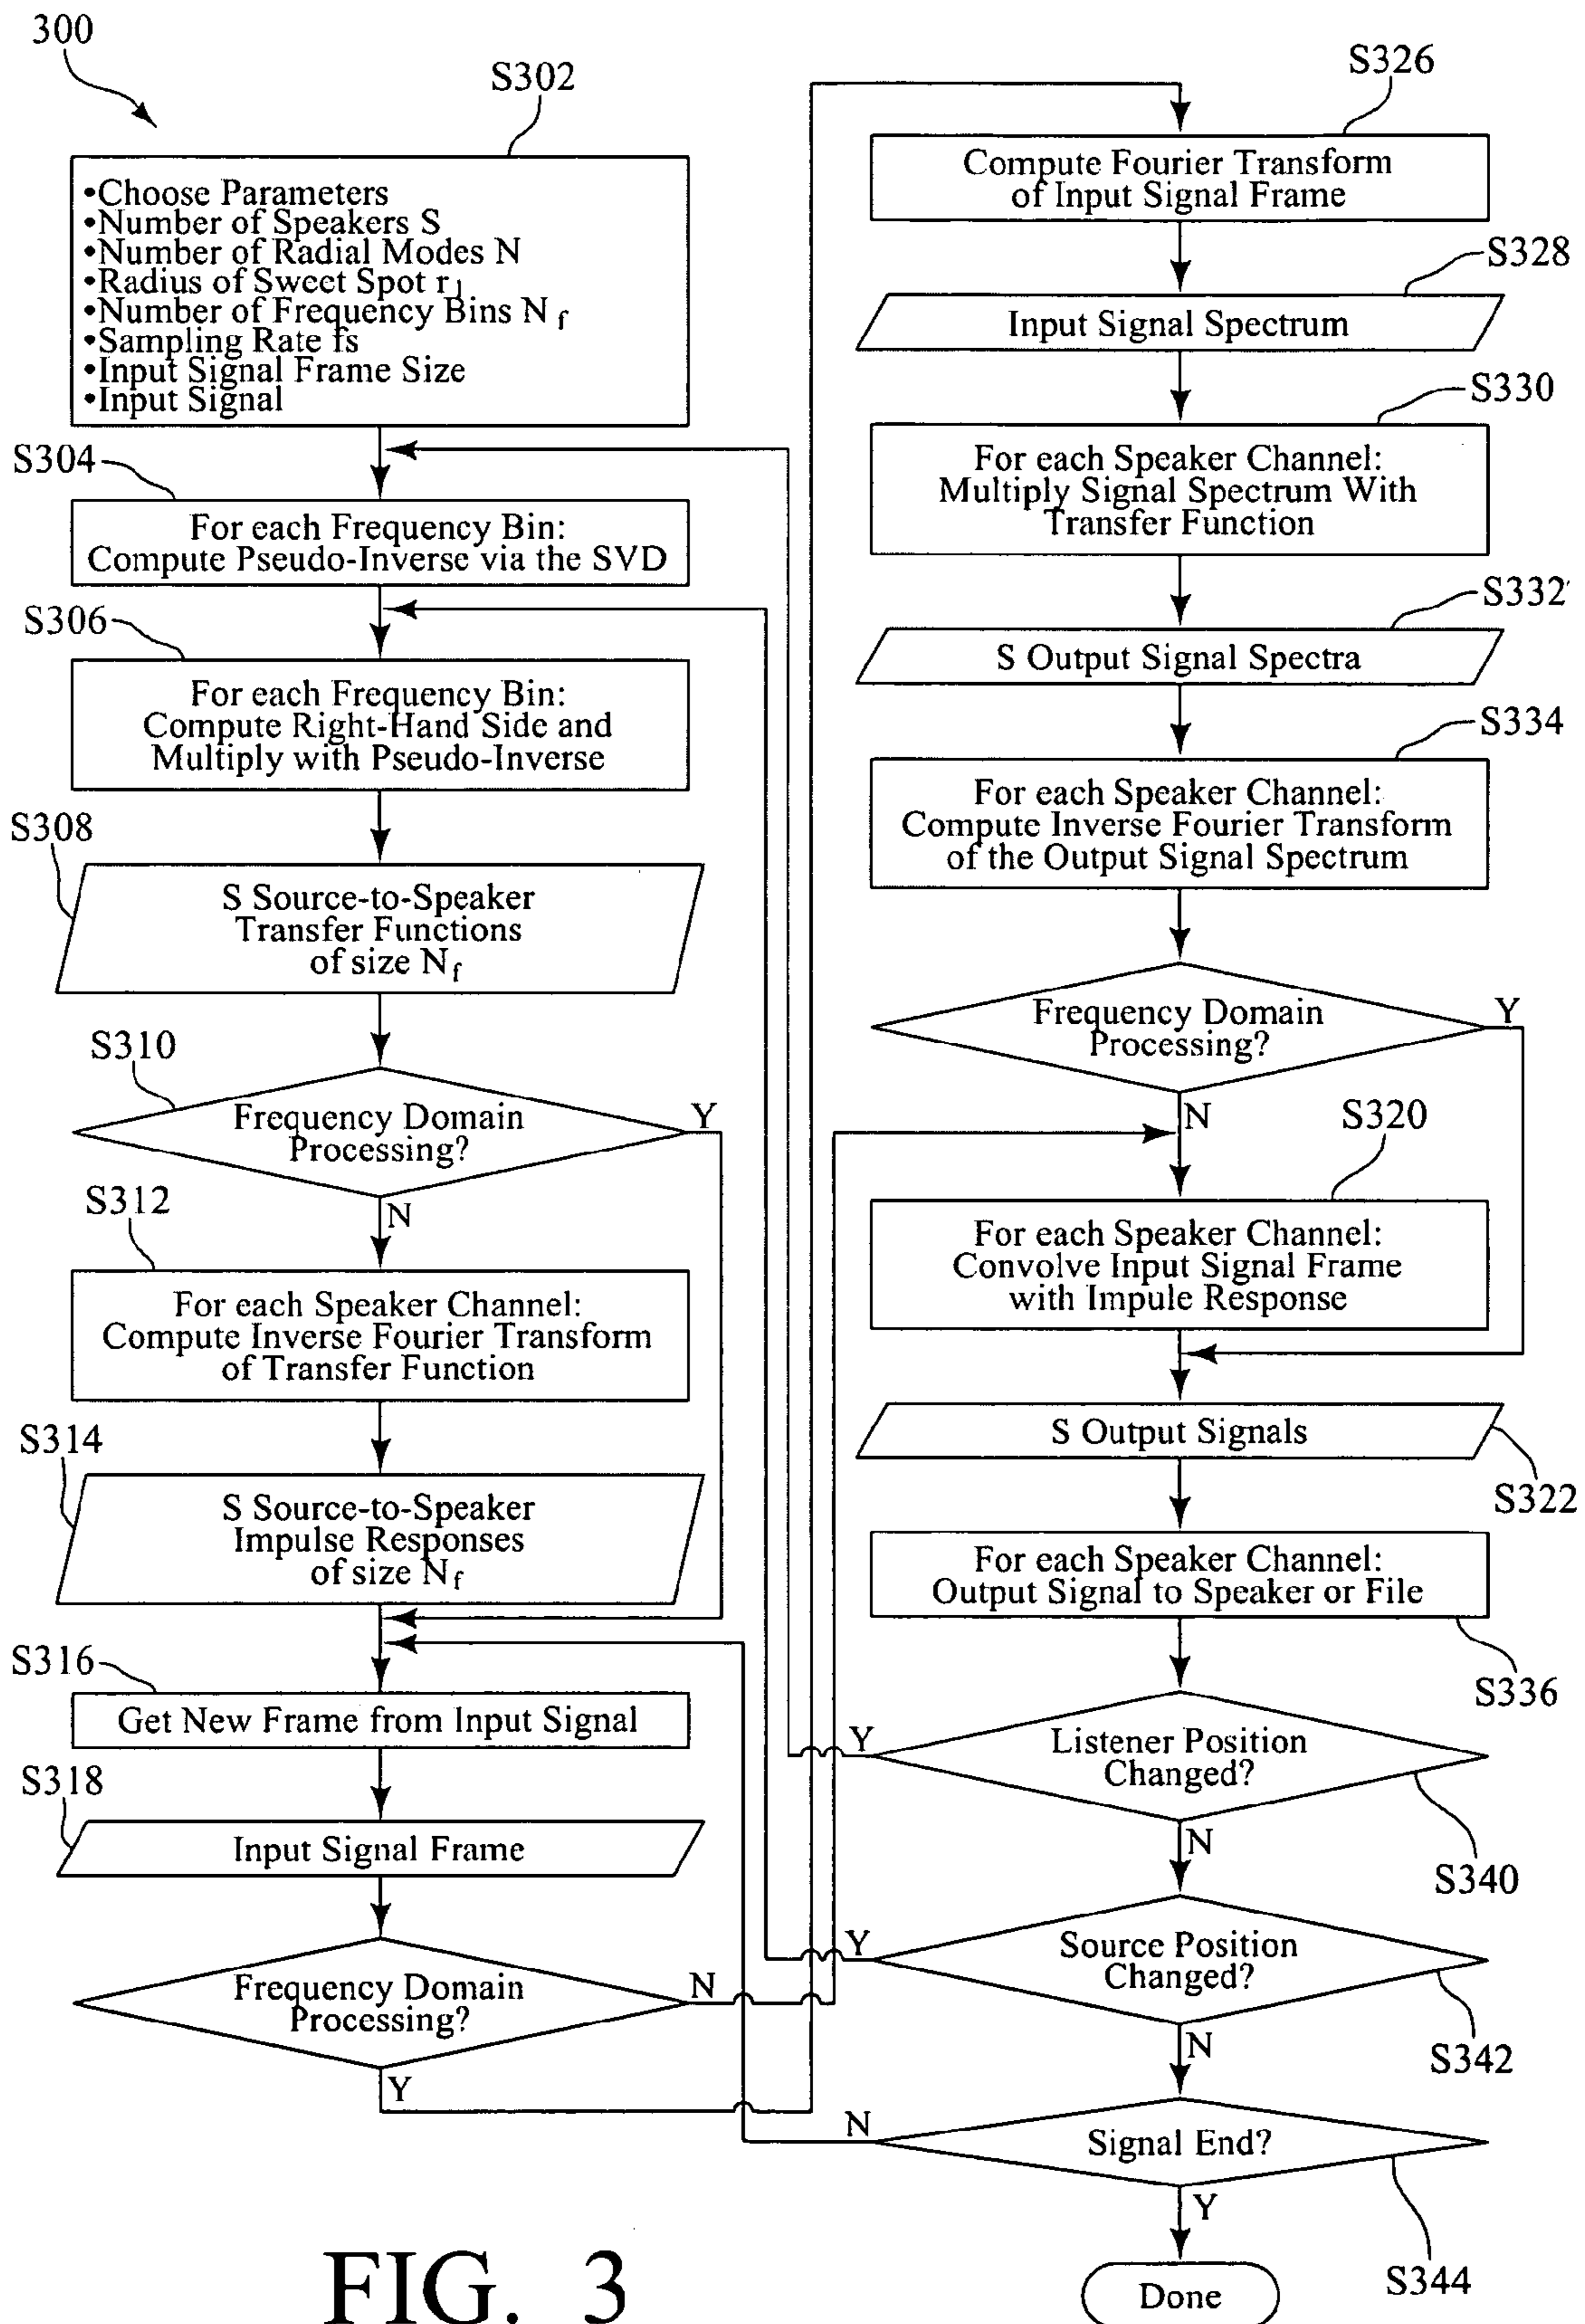 300
S302
•Choose Parameters
•Number of Speakers S
•Number of Radial Modes N
•Radius of Sweet Spot r l
•Number of Frequency Bins N f
•Sampling Rate fs
•Input Signal Frame Size
•Input Signal
S304
For each Frequency Bin:
Compute Pseudo-Inverse via the SVD
S306
For each Frequency Bin:
Compute Right-Hand Side and
Multiply with Pseudo-Inverse
S308
S Source-to-Speaker
Transfer Functions
of size Nf
S310
Frequency Domain
Processing?
Y
N
S312
For each Speaker Channel:
Compute Inverse Fourier Transform
of Transfer Function
S314
S Source-to-Speaker
Impulse Responses
of size Nf
S316
Get New Frame from Input Signal
S318
Input Signal Frame
Frequency Domain
Processing?
N
Y
S326
Compute Fourier Transform
of Input Signal Frame
S328
Input Signal Spectrum
S330
For each Speaker Channel:
Multiply Signal Spectrum With
Transfer Function
S332
S Output Signal Spectra
S334
For each Speaker Channel:
Compute Inverse Fourier Transform
of the Output Signal Spectrum
Frequency Domain
Processing?
Y
N
S320
For each Speaker Channel:
Convolve Input Signal Frame
with Impule Response
S Output Signals
S322
For each Speaker Channel:
Output Signal to Speaker or File
S336
Listener Position
Changed?
Y
N
S340
Source Position
Changed?
Y
N
S342
Signal End?
N
Y
S344
Done
FIG. 3